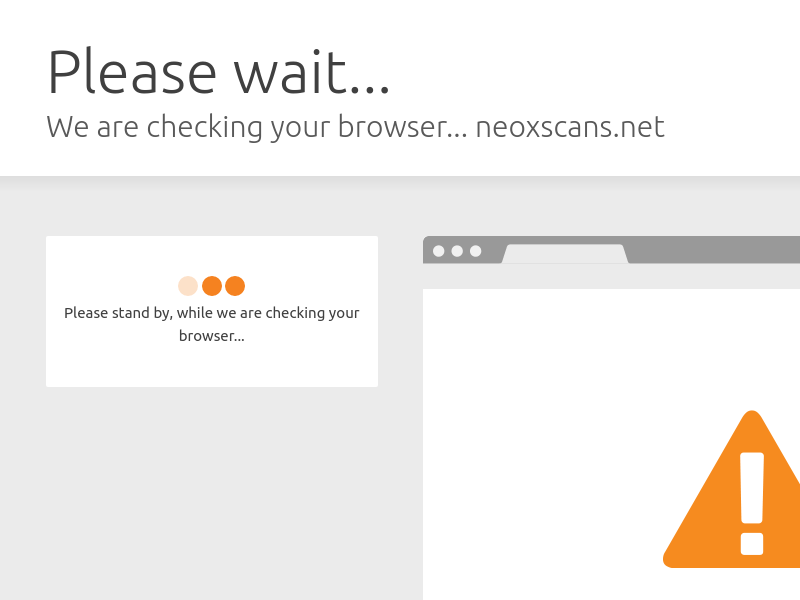 Please wait...
We are checking your browser... neoxscans.net
Please stand by, while we are checking your
browser...